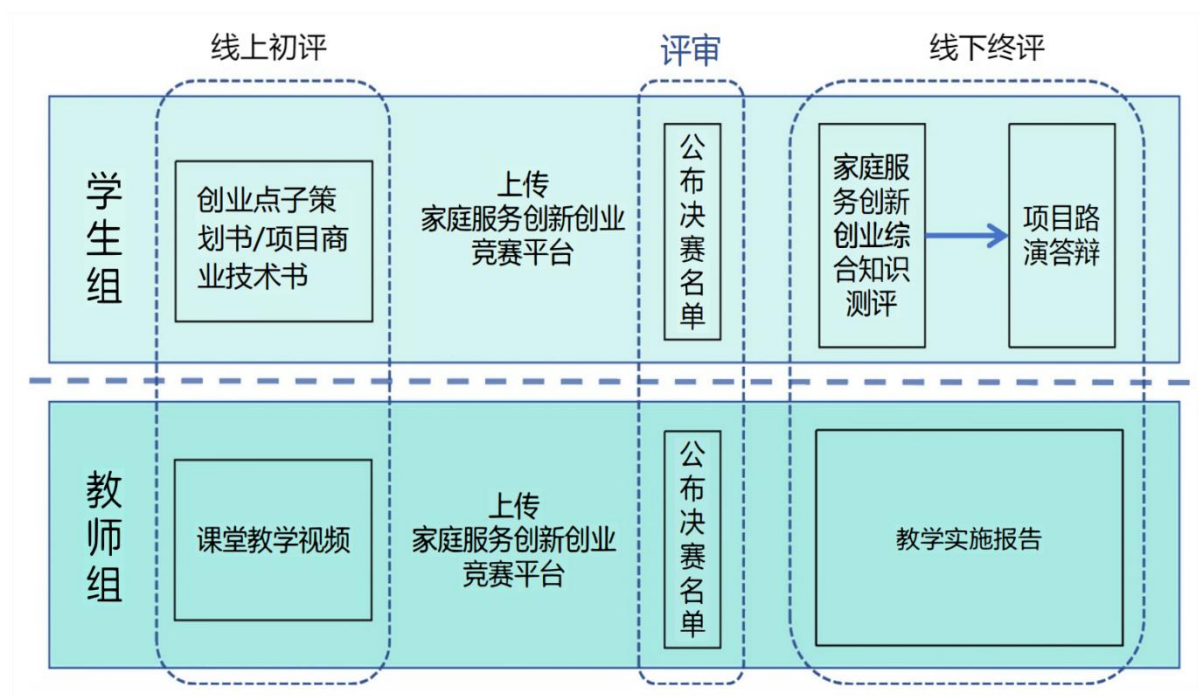 线上初评
评审
线下终评
学生组
创业点子策
划书/项目商
业技术书
上传
家庭服务创新创业
竞赛平台
公布决赛名单
家庭服
务创新
创业综
合知识
测评
项目路
演答辩
教师组
课堂教学视频
上传
家庭服务创新创业
竞赛平台
公布决赛名单
教学实施报告